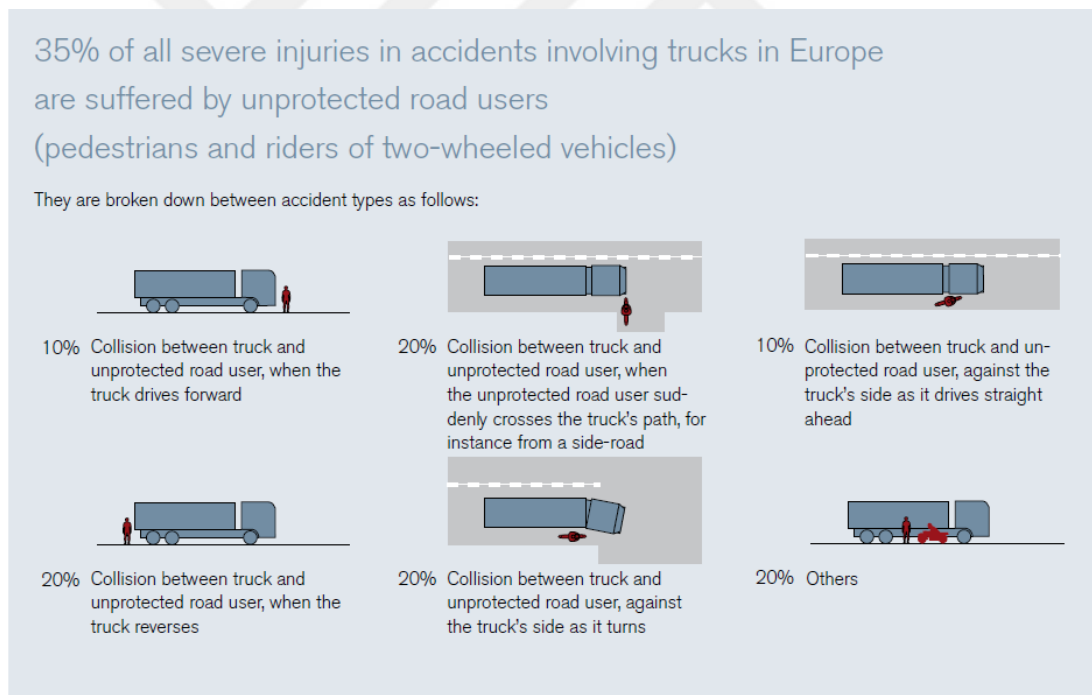 35% of all severe injuries in accidents involving trucks in Europe
are suffered by unprotected road users
(pedestrians and riders of two-wheeled vehicles)
They are broken down between accident types as follows:
10% Collision between truck and
unprotected road user, when the
truck drives forward
20% Collision between truck and
unprotected road user, when
the unprotected road user sud-
denly crosses the truck's path, for
instance from a side-road
10% Collision between truck and un-
protected road user, against the
truck's side as it drives straight
ahead
20% Collision between truck and
unprotected road user, when the
truck reverses
20% Collision between truck and
unprotected road user, against
the truck's side as it turns
20% Others